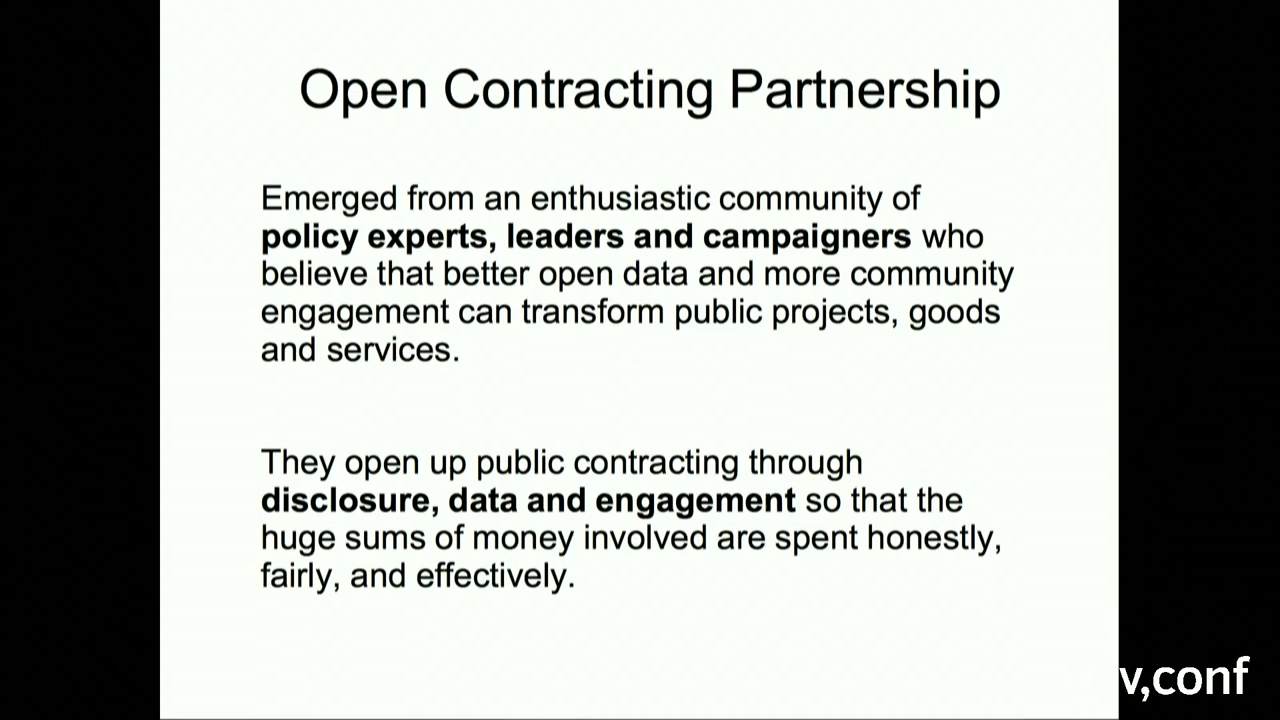 Open Contracting Partnership
Emerged from an enthusiastic community of
policy experts, leaders and campaigners who
believe that better open data and more community
engagement can transform public projects, goods
and services.
They open up public contracting through
disclosure, data and engagement so that the
huge sums of money involved are spent honestly,
fairly, and effectively.
v,conf